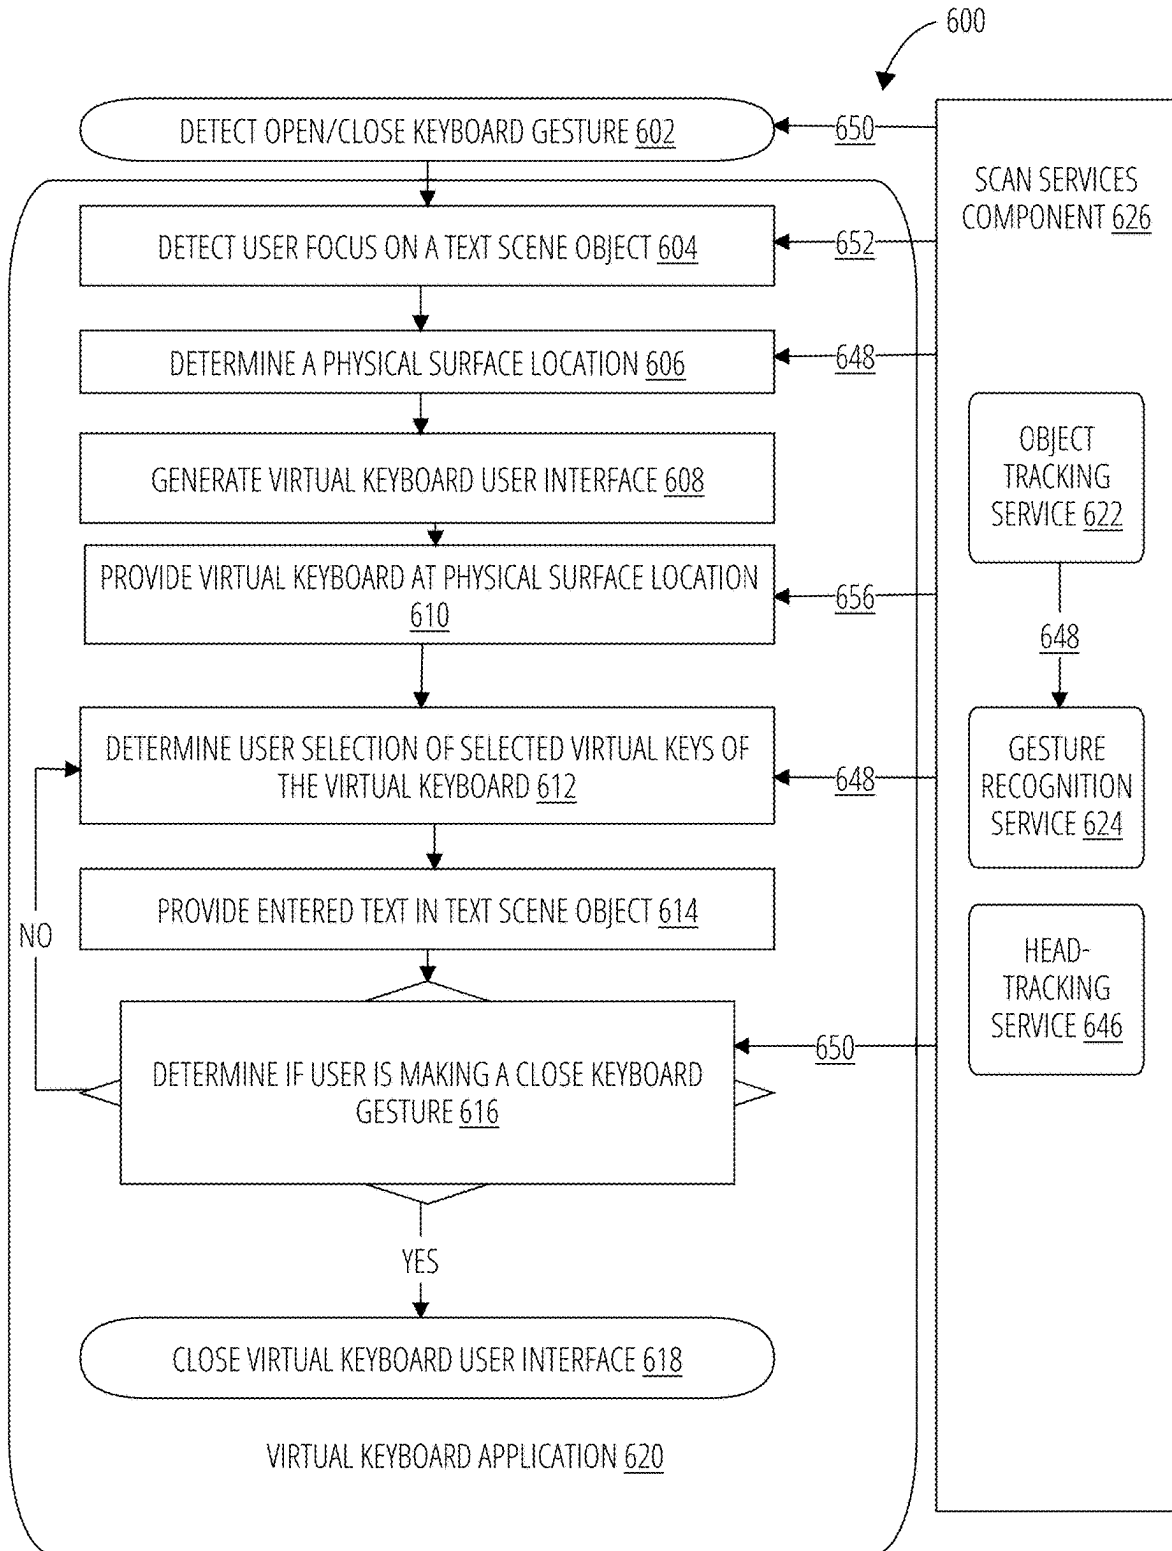 600
DETECT OPEN/CLOSE KEYBOARD GESTURE 602
650
SCAN SERVICES
COMPONENT 626
DETECT USER FOCUS ON A TEXT SCENE OBJECT 604
652
DETERMINE A PHYSICAL SURFACE LOCATION 606
648
GENERATE VIRTUAL KEYBOARD USER INTERFACE 608
OBJECT
TRACKING
SERVICE 622
PROVIDE VIRTUAL KEYBOARD AT PHYSICAL SURFACE LOCATION
610
656
648
DETERMINE USER SELECTION OF SELECTED VIRTUAL KEYS OF
THE VIRTUAL KEYBOARD 612
648
GESTURE
RECOGNITION
SERVICE 624
PROVIDE ENTERED TEXT IN TEXT SCENE OBJECT 614
NO
HEAD-
TRACKING
SERVICE 646
DETERMINE IF USER IS MAKING A CLOSE KEYBOARD
GESTURE 616
650
YES
CLOSE VIRTUAL KEYBOARD USER INTERFACE 618
VIRTUAL KEYBOARD APPLICATION 620